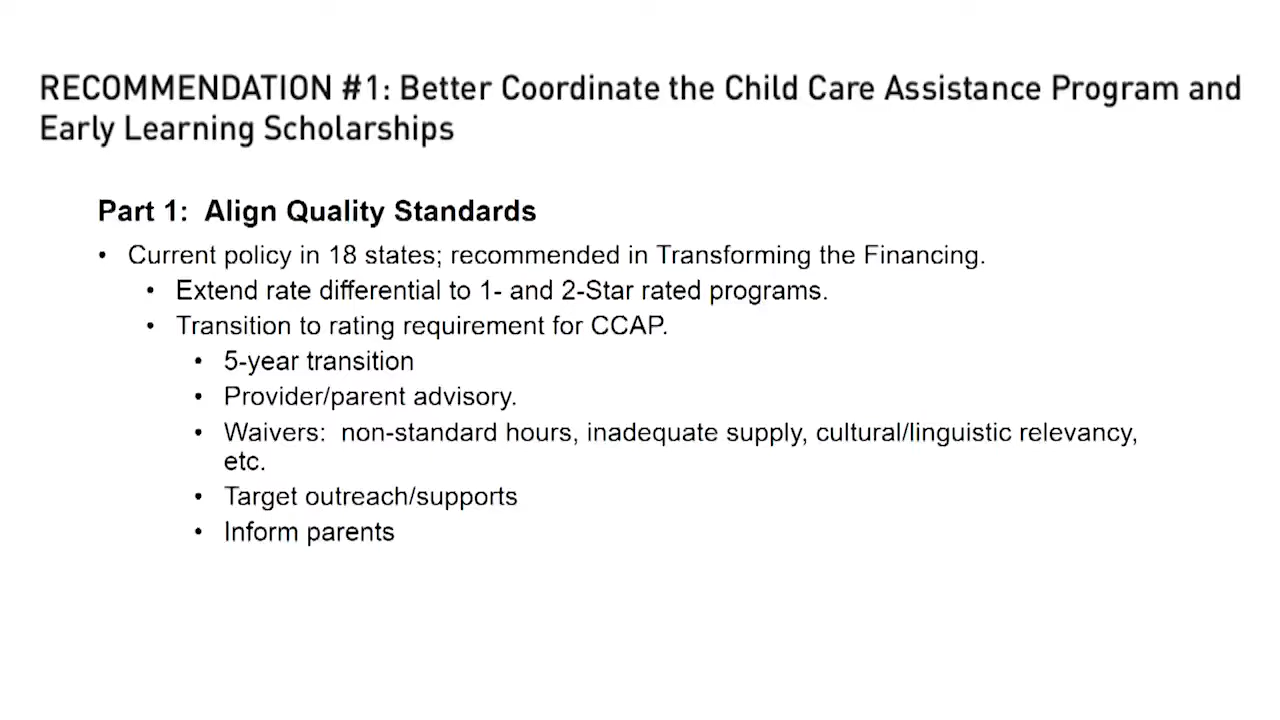 RECOMMENDATION #1: Better Coordinate the Child Care Assistance Program and
Early Learning Scholarships
Part 1:  Align Quality Standards
• Current policy in 18 states; recommended in Transforming the Financing.
• Extend rate differential to 1- and 2-Star rated programs.
• Transition to rating requirement for CCAP.
• 5-year transition
• Provider/parent advisory.
• Waivers:  non-standard hours, inadequate supply, cultural/linguistic relevancy,
etc.
• Target outreach/supports
• Inform parents